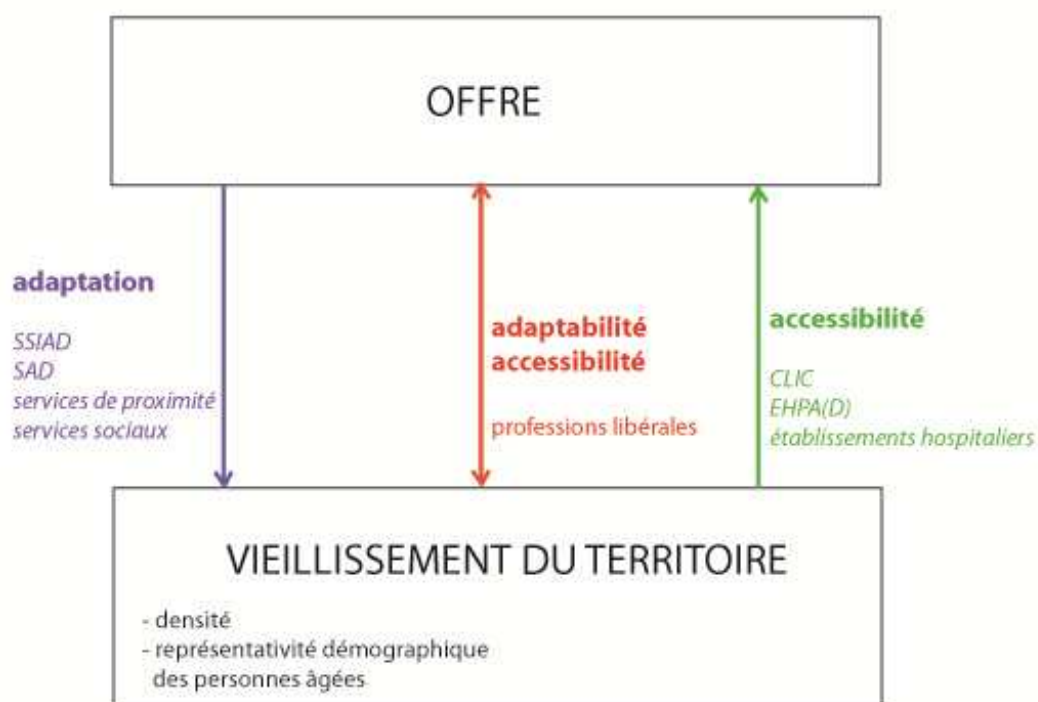 OFFRE
adaptation
SSIAD
SAD
services de proximité
services sociaux
adaptabilité
accessibilité
professions libérales
accessibilité
CLIC
EHPA(D)
établissements hospitaliers
VIEILLISSEMENT DU TERRITOIRE
- densité
- représentativité démographique
des personnes âgées